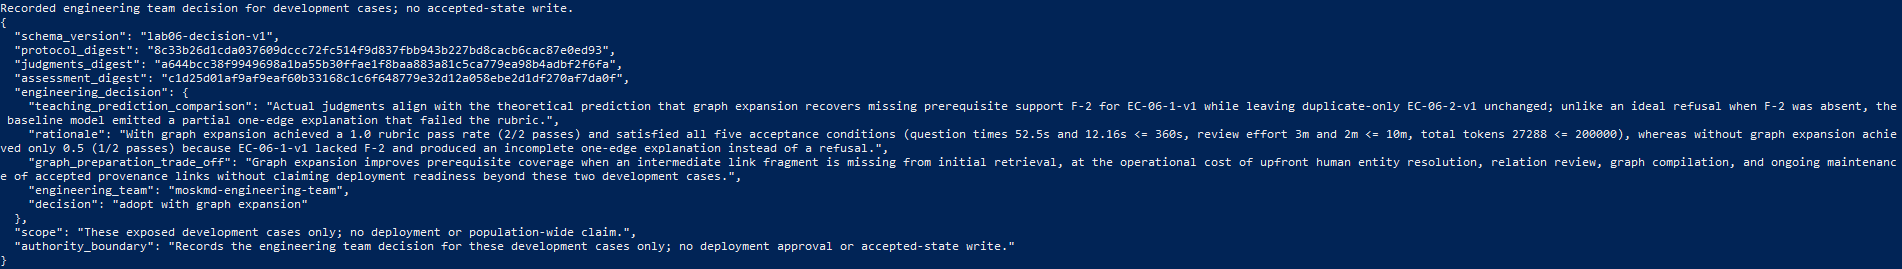 Recorded engineering team decision for development cases; no accepted-state write.
{
  "schema_version": "lab06-decision-v1",
  "protocol_digest": "8c33b26d1cda037609dccc72fc514f9d837fbb943b227bd8cacb6cac87e0ed93",
  "judgments_digest": "a644bcc38f9949698a1ba55b30ffae1f8baa883a81c5ca779ea98b4adbf2f6fa",
  "assessment_digest": "c1d25d01af9af9eaf60b33168c1c6f648779e32d12a058ebe2d1df270af7da0f",
  "engineering_decision": {
    "teaching_prediction_comparison": "Actual judgments align with the theoretical prediction that graph expansion recovers missing prerequisite support F-2 for EC-06-1-v1 while leaving duplicate-only EC-06-2-v1 unchanged; unlike an ideal refusal when F-2 was absent, the
 baseline model emitted a partial one-edge explanation that failed the rubric.",
    "rationale": "With graph expansion achieved a 1.0 rubric pass rate (2/2 passes) and satisfied all five acceptance conditions (question times 52.5s and 12.16s <= 360s, review effort 3m and 2m <= 10m, total tokens 27288 <= 200000), whereas without graph expansion achie
ved only 0.5 (1/2 passes) because EC-06-1-v1 lacked F-2 and produced an incomplete one-edge explanation instead of a refusal.",
    "graph_preparation_trade_off": "Graph expansion improves prerequisite coverage when an intermediate link fragment is missing from initial retrieval, at the operational cost of upfront human entity resolution, relation review, graph compilation, and ongoing maintenanc
e of accepted provenance links without claiming deployment readiness beyond these two development cases.",
    "engineering_team": "moskmd-engineering-team",
    "decision": "adopt with graph expansion"
  },
  "scope": "These exposed development cases only; no deployment or population-wide claim.",
  "authority_boundary": "Records the engineering team decision for these development cases only; no deployment approval or accepted-state write."
}